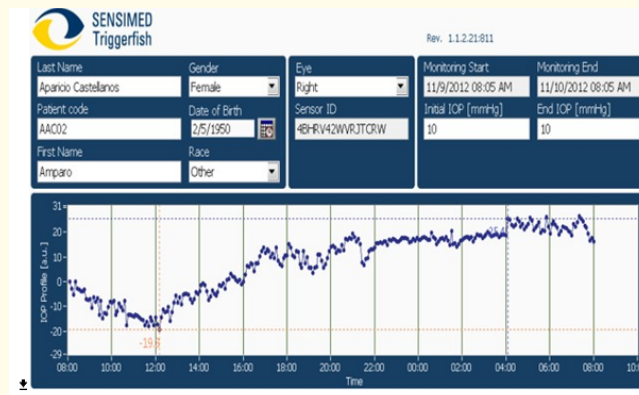 SENSIMED
Triggerfish
Rev. 1.1.2.21:811
Last Name
Gender
Eye
Monitoring Start
Monitoring End
Aparicio Castellanos
Female
Right
11/9/2012 08:05 AM
11/10/2012 08:05 AM
Patient code
Date of Birth
Sensor ID
Initial IOP [mmHg]
End IOP [mmHg]
AAC02
2/5/1950
4BHRV42WVRJTCRW
10
10
First Name
Race
Amparo
Other
IOP Profile [a.u.]
31
20
10
0
-10
-20
-29
08:00 10:00 12:00 14:00 16:00 18:00 20:00 22:00 00:00 02:00 04:00 06:00 08:00
Time